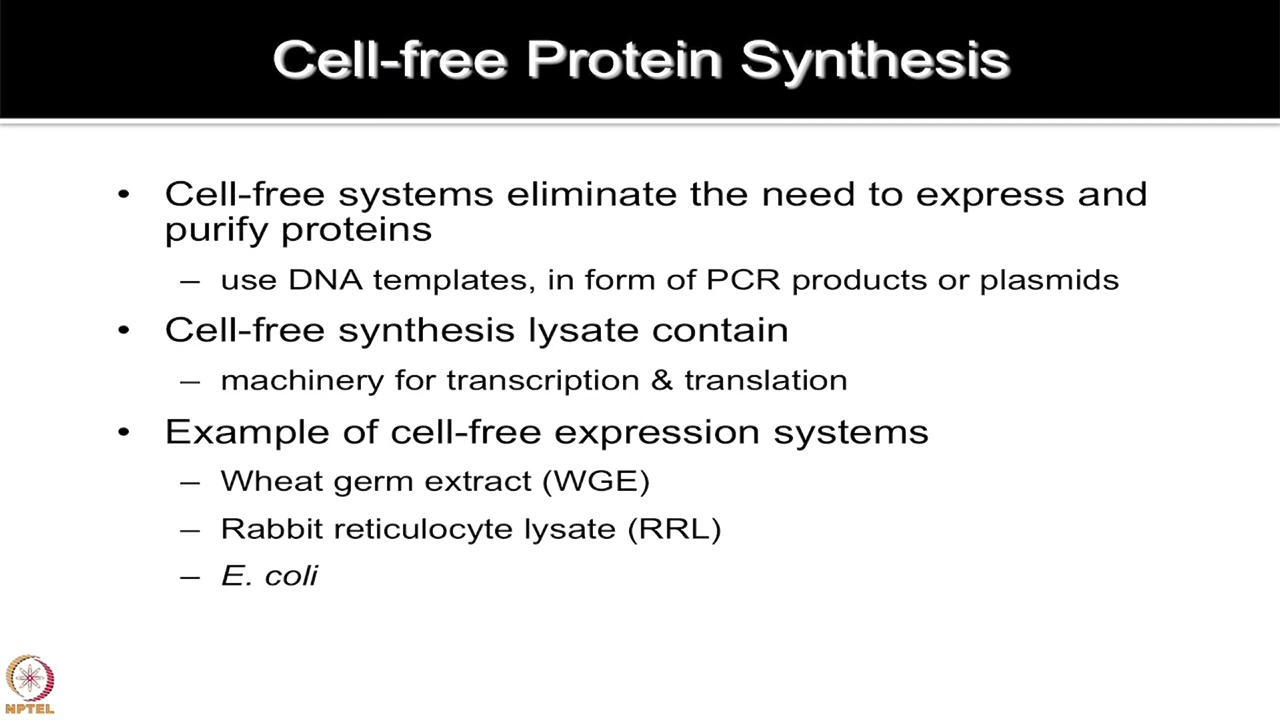 Cell-free Protein Synthesis
• Cell-free systems eliminate the need to express and
purify proteins
– use DNA templates, in form of PCR products or plasmids
• Cell-free synthesis lysate contain
– machinery for transcription & translation
• Example of cell-free expression systems
– Wheat germ extract (WGE)
– Rabbit reticulocyte lysate (RRL)
– E. coli
NPTEL